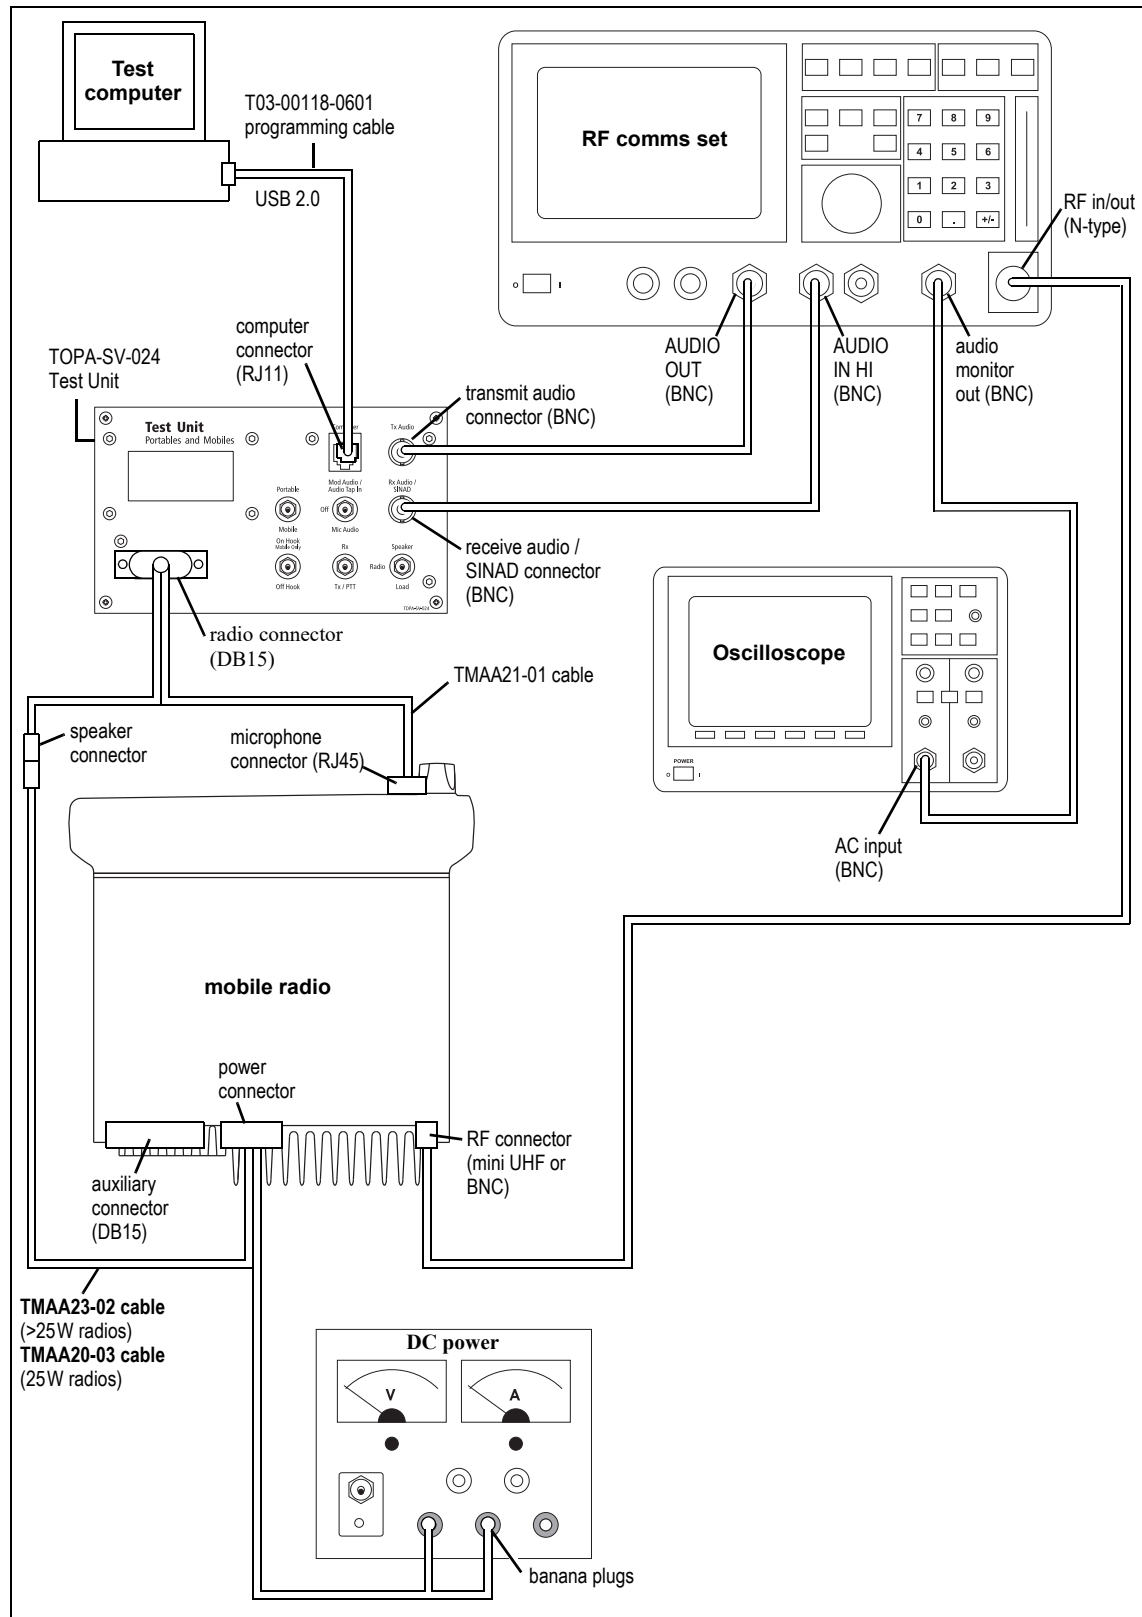 Test
computer
T03-00118-0601
programming cable
USB 2.0
RF comms set
7 8 9
4 5 6
1 2 3
0 . +/-
RF in/out
(N-type)
O I
AUDIO
OUT
(BNC)
AUDIO
IN HI
(BNC)
audio
monitor
out (BNC)
computer
connector
(RJ11)
TOPA-SV-024
Test Unit
transmit audio
connector (BNC)
Test Unit
Portables and Mobiles
Tx Audio
Portable
Mobile
Mod Audio /
Audio Tap In
Off
Mic Audio
Rx Audio /
SINAD
On Hook
Mobile Only
Off Hook
Rx
Tx / PTT
Speaker
Radio
Load
TOPA-SV-024
receive audio /
SINAD connector
(BNC)
radio connector
(DB15)
TMAA21-01 cable
Oscilloscope
POWER
O I
AC input
(BNC)
speaker
connector
microphone
connector (RJ45)
mobile radio
power
connector
auxiliary
connector
(DB15)
RF connector
(mini UHF or
BNC)
TMAA23-02 cable
(>25W radios)
TMAA20-03 cable
(25W radios)
DC power
V
A
banana plugs